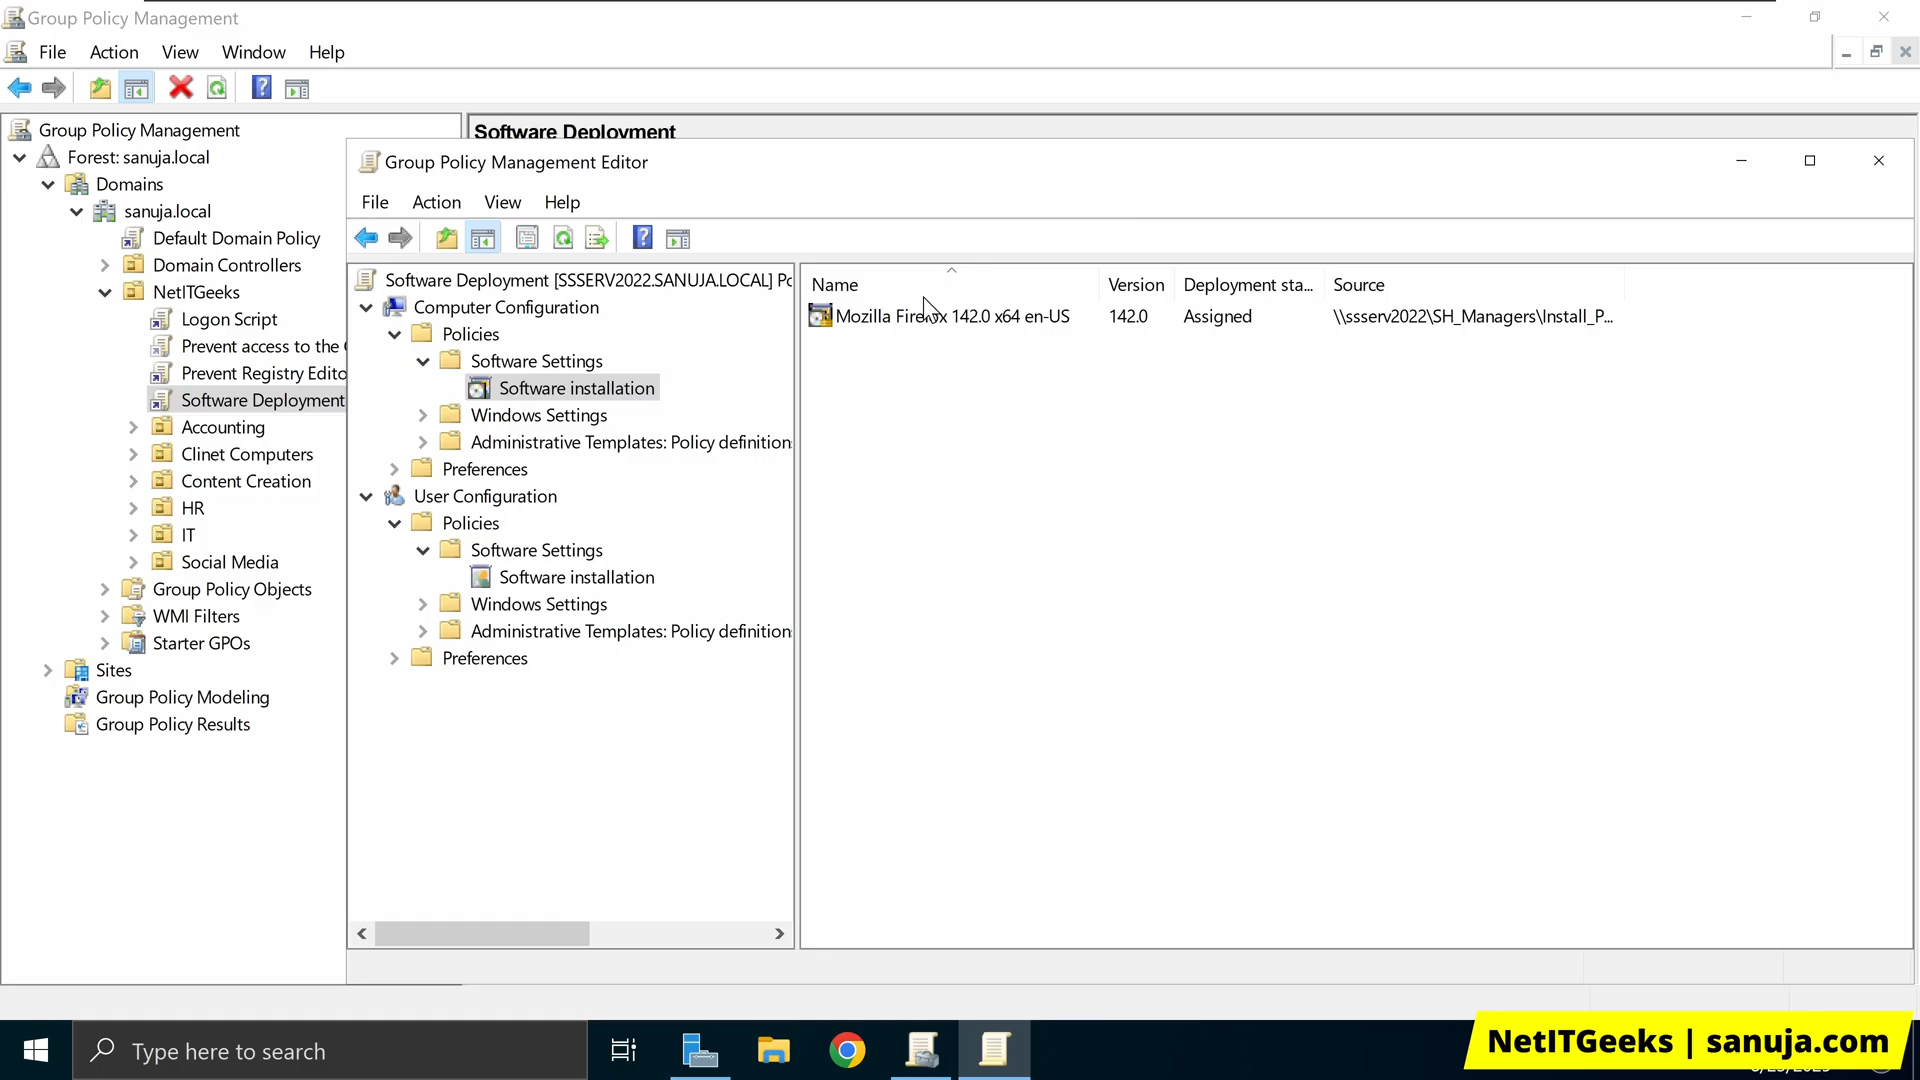 Group Policy Management
File Action View Window Help
Group Policy Management
Forest: sanuja.local
Domains
sanuja.local
Default Domain Policy
Domain Controllers
NetITGeeks
Logon Script
Prevent access to the
Prevent Registry Edito
Software Deployment
Accounting
Clinet Computers
Content Creation
HR
IT
Social Media
Group Policy Objects
WMI Filters
Starter GPOs
Sites
Group Policy Modeling
Group Policy Results
Software Deployment
Group Policy Management Editor
File Action View Help
Software Deployment [SSSERV2022.SANUJA.LOCAL] Po
Computer Configuration
Policies
Software Settings
Software installation
Windows Settings
Administrative Templates: Policy definition
Preferences
User Configuration
Policies
Software Settings
Software installation
Windows Settings
Administrative Templates: Policy definition
Preferences
Name Version Deployment sta... Source
Mozilla Firefox 142.0 x64 en-US 142.0 Assigned \\ssserv2022\SH_Managers\Install_P...
Type here to search
NetITGeeks | sanuja.com